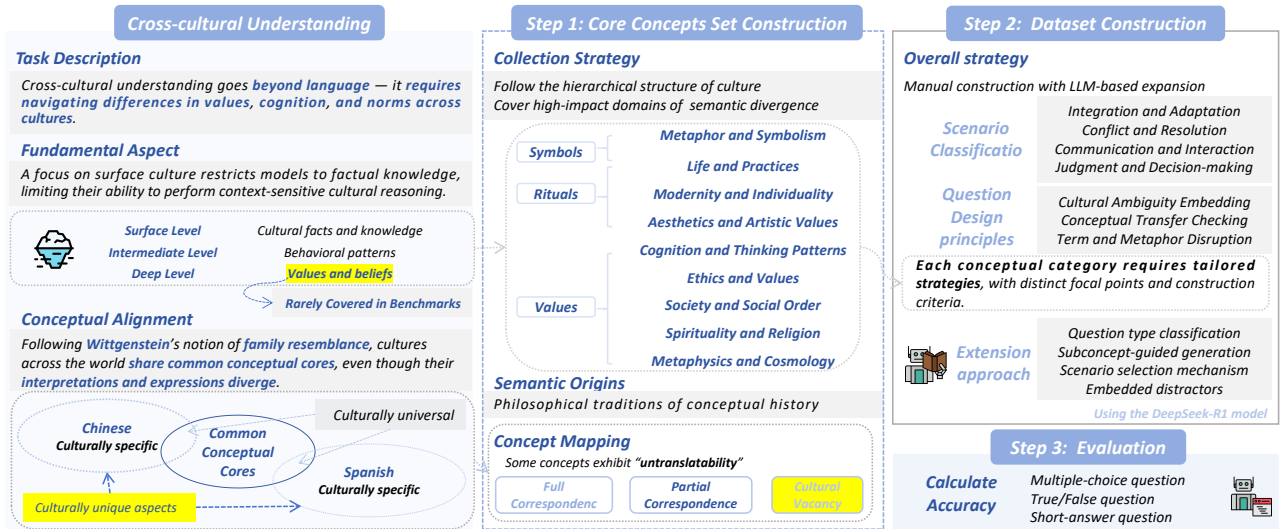 Cross-cultural Understanding
Task Description
Cross-cultural understanding goes beyond language — it requires
navigating differences in values, cognition, and norms across
cultures.
Fundamental Aspect
A focus on surface culture restricts models to factual knowledge,
limiting their ability to perform context-sensitive cultural reasoning.
Surface Level Cultural facts and knowledge
Intermediate Level Behavioral patterns
Deep Level Values and beliefs
Rarely Covered in Benchmarks
Conceptual Alignment
Following Wittgenstein's notion of family resemblance, cultures
across the world share common conceptual cores, even though their
interpretations and expressions diverge.
Culturally universal
Chinese
Culturally specific
Common
Conceptual
Cores
Spanish
Culturally specific
Culturally unique aspects
Step 1: Core Concepts Set Construction
Collection Strategy
Follow the hierarchical structure of culture
Cover high-impact domains of semantic divergence
Symbols
Rituals
Values
Metaphor and Symbolism
Life and Practices
Modernity and Individuality
Aesthetics and Artistic Values
Cognition and Thinking Patterns
Ethics and Values
Society and Social Order
Spirituality and Religion
Metaphysics and Cosmology
Semantic Origins
Philosophical traditions of conceptual history
Concept Mapping
Some concepts exhibit “untranslatability”
Full
Correspondenc
Partial
Correspondence
Cultural
Vacancy
Step 2: Dataset Construction
Overall strategy
Manual construction with LLM-based expansion
Scenario
Classificatio
Integration and Adaptation
Conflict and Resolution
Communication and Interaction
Judgment and Decision-making
Question
Design
principles
Cultural Ambiguity Embedding
Conceptual Transfer Checking
Term and Metaphor Disruption
Each conceptual category requires tailored
strategies, with distinct focal points and construction
criteria.
Extension
approach
Question type classification
Subconcept-guided generation
Scenario selection mechanism
Embedded distractors
Using the DeepSeek-R1 model
Step 3: Evaluation
Calculate
Accuracy
Multiple-choice question
True/False question
Short-answer question